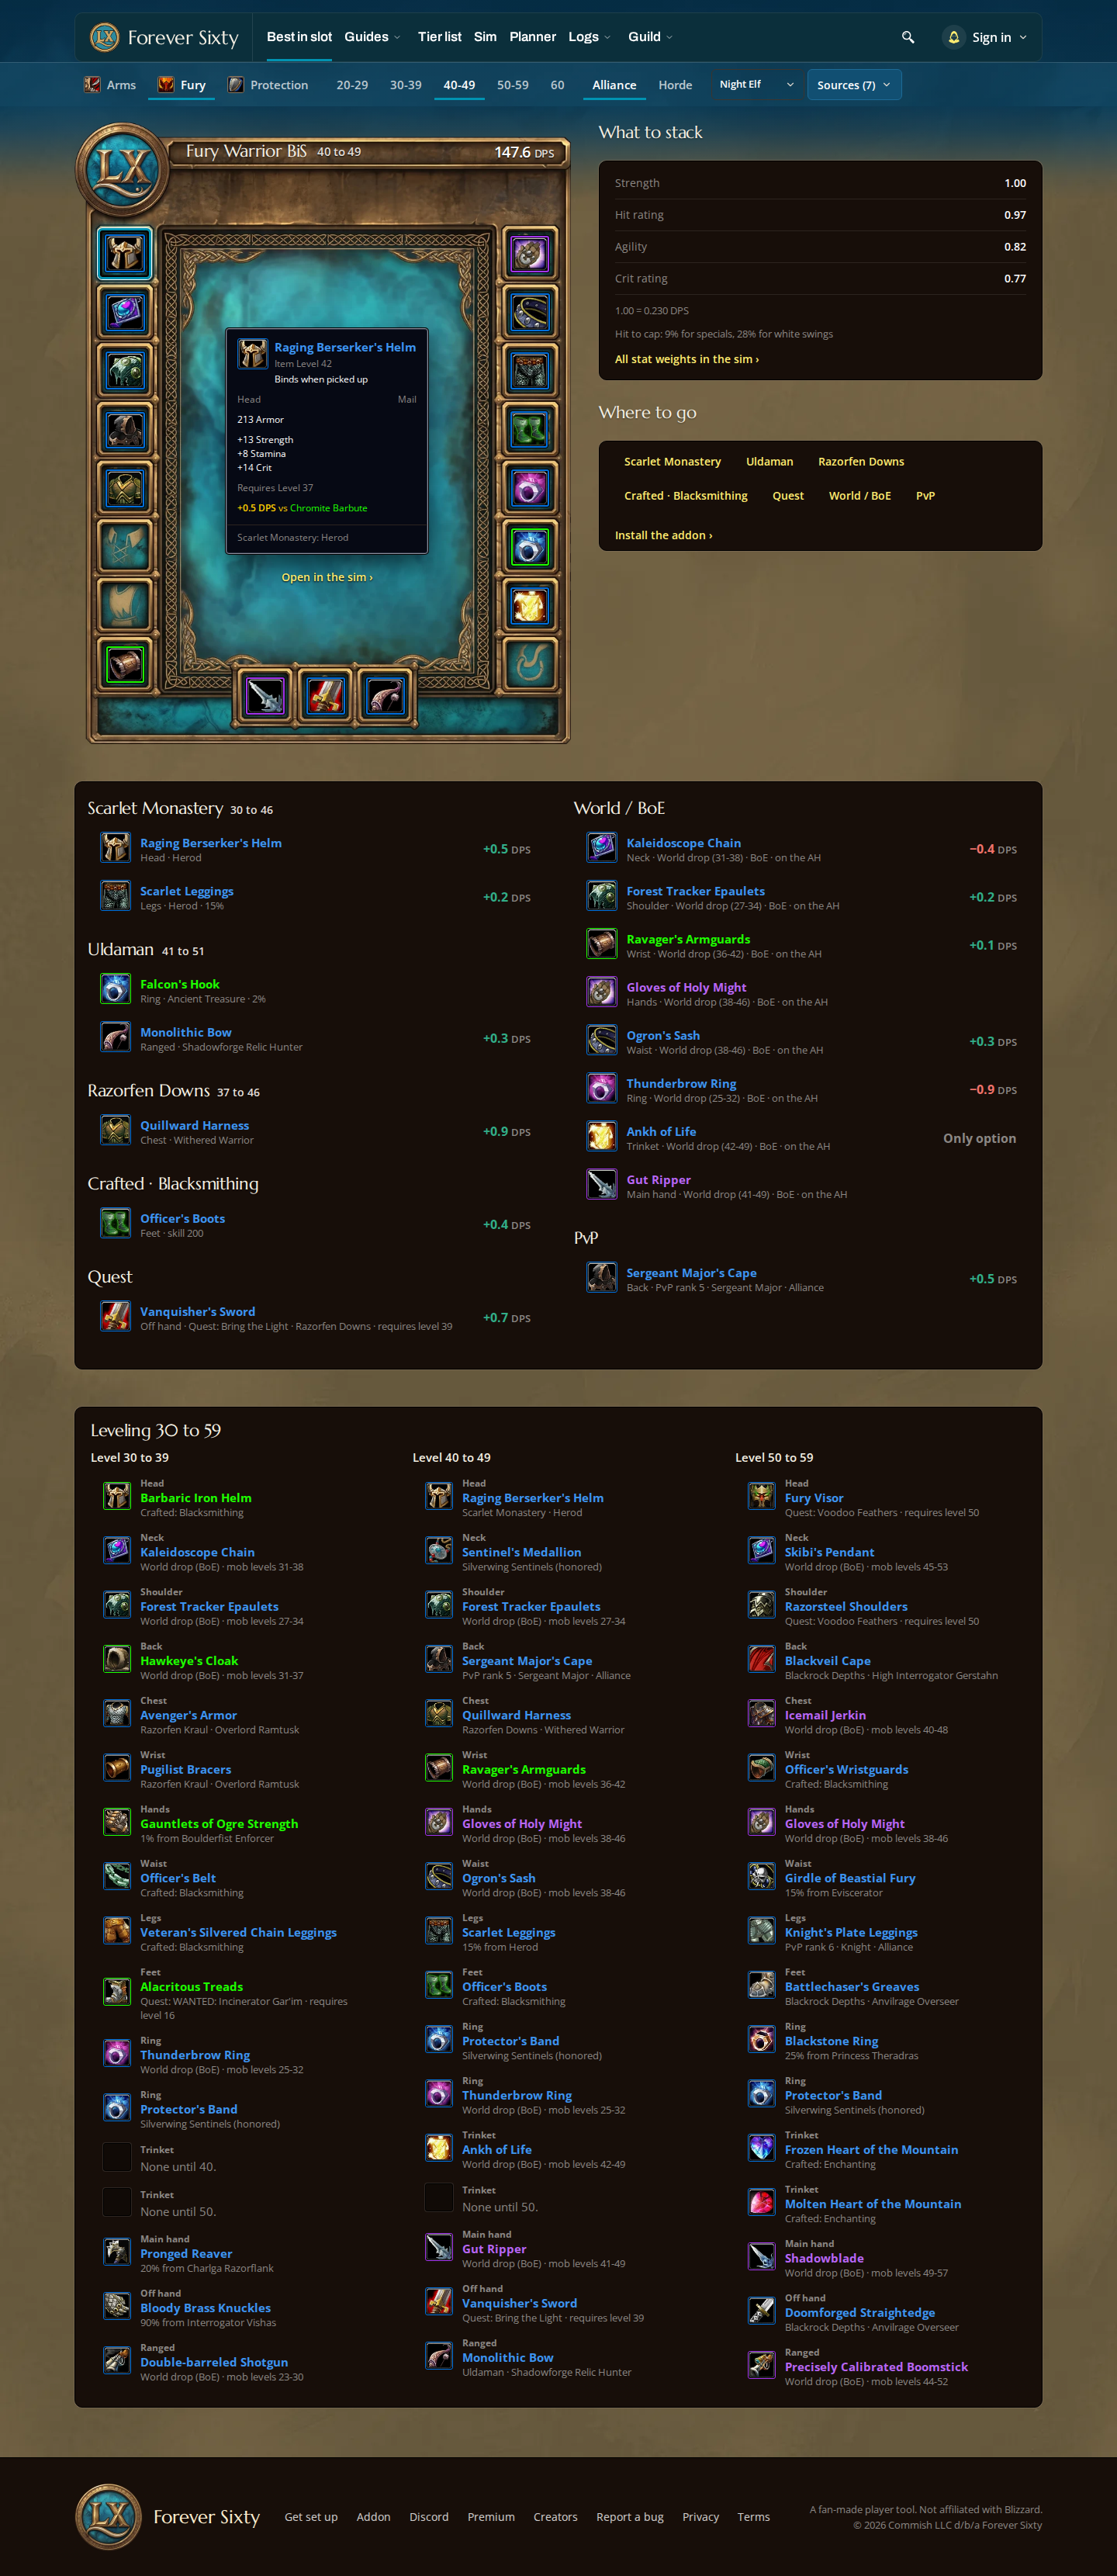 Forever Sixty
Best in slot
Guides
Tier list
Sim
Planner
Logs
Guild
Sign in
Arms
Fury
Protection
20-29
30-39
40-49
50-59
60
Alliance
Horde
Night Elf
Sources (7)
LX
Fury Warrior BiS 40 to 49
147.6 DPS
Raging Berserker's Helm
Item Level 42
Binds when picked up
Head Mail
213 Armor
+13 Strength
+8 Stamina
+14 Crit
Requires Level 37
+0.5 DPS vs Chromite Barbute
Scarlet Monastery: Herod
Open in the sim ›
What to stack
Strength 1.00
Hit rating 0.97
Agility 0.82
Crit rating 0.77
1.00 = 0.230 DPS
Hit to cap: 9% for specials, 28% for white swings
All stat weights in the sim ›
Where to go
Scarlet Monastery Uldaman Razorfen Downs
Crafted · Blacksmithing Quest World / BoE PvP
Install the addon ›
Scarlet Monastery 30 to 46
Raging Berserker's Helm
Head · Herod
+0.5 DPS
Scarlet Leggings
Legs · Herod · 15%
+0.2 DPS
Uldaman 41 to 51
Falcon's Hook
Ring · Ancient Treasure · 2%
Monolithic Bow
Ranged · Shadowforge Relic Hunter
+0.3 DPS
Razorfen Downs 37 to 46
Quillward Harness
Chest · Withered Warrior
+0.9 DPS
Crafted · Blacksmithing
Officer's Boots
Feet · skill 200
+0.4 DPS
Quest
Vanquisher's Sword
Off hand · Quest: Bring the Light · Razorfen Downs · requires level 39
+0.7 DPS
World / BoE
Kaleidoscope Chain
Neck · World drop (31-38) · BoE · on the AH
−0.4 DPS
Forest Tracker Epaulets
Shoulder · World drop (27-34) · BoE · on the AH
+0.2 DPS
Ravager's Armguards
Wrist · World drop (36-42) · BoE · on the AH
+0.1 DPS
Gloves of Holy Might
Hands · World drop (38-46) · BoE · on the AH
Ogron's Sash
Waist · World drop (38-46) · BoE · on the AH
+0.3 DPS
Thunderbrow Ring
Ring · World drop (25-32) · BoE · on the AH
−0.9 DPS
Ankh of Life
Trinket · World drop (42-49) · BoE · on the AH
Only option
Gut Ripper
Main hand · World drop (41-49) · BoE · on the AH
PvP
Sergeant Major's Cape
Back · PvP rank 5 · Sergeant Major · Alliance
+0.5 DPS
Leveling 30 to 59
Level 30 to 39
Head
Barbaric Iron Helm
Crafted: Blacksmithing
Neck
Kaleidoscope Chain
World drop (BoE) · mob levels 31-38
Shoulder
Forest Tracker Epaulets
World drop (BoE) · mob levels 27-34
Back
Hawkeye's Cloak
World drop (BoE) · mob levels 31-37
Chest
Avenger's Armor
Razorfen Kraul · Overlord Ramtusk
Wrist
Pugilist Bracers
Razorfen Kraul · Overlord Ramtusk
Hands
Gauntlets of Ogre Strength
1% from Boulderfist Enforcer
Waist
Officer's Belt
Crafted: Blacksmithing
Legs
Veteran's Silvered Chain Leggings
Crafted: Blacksmithing
Feet
Alacritous Treads
Quest: WANTED: Incinerator Gar'im · requires
level 16
Ring
Thunderbrow Ring
World drop (BoE) · mob levels 25-32
Ring
Protector's Band
Silverwing Sentinels (honored)
Trinket
None until 40.
Trinket
None until 50.
Main hand
Pronged Reaver
20% from Charlga Razorflank
Off hand
Bloody Brass Knuckles
90% from Interrogator Vishas
Ranged
Double-barreled Shotgun
World drop (BoE) · mob levels 23-30
Level 40 to 49
Head
Raging Berserker's Helm
Scarlet Monastery · Herod
Neck
Sentinel's Medallion
Silverwing Sentinels (honored)
Shoulder
Forest Tracker Epaulets
World drop (BoE) · mob levels 27-34
Back
Sergeant Major's Cape
PvP rank 5 · Sergeant Major · Alliance
Chest
Quillward Harness
Razorfen Downs · Withered Warrior
Wrist
Ravager's Armguards
World drop (BoE) · mob levels 36-42
Hands
Gloves of Holy Might
World drop (BoE) · mob levels 38-46
Waist
Ogron's Sash
World drop (BoE) · mob levels 38-46
Legs
Scarlet Leggings
15% from Herod
Feet
Officer's Boots
Crafted: Blacksmithing
Ring
Protector's Band
Silverwing Sentinels (honored)
Ring
Thunderbrow Ring
World drop (BoE) · mob levels 25-32
Trinket
Ankh of Life
World drop (BoE) · mob levels 42-49
Trinket
None until 50.
Main hand
Gut Ripper
World drop (BoE) · mob levels 41-49
Off hand
Vanquisher's Sword
Quest: Bring the Light · requires level 39
Ranged
Monolithic Bow
Uldaman · Shadowforge Relic Hunter
Level 50 to 59
Head
Fury Visor
Quest: Voodoo Feathers · requires level 50
Neck
Skibi's Pendant
World drop (BoE) · mob levels 45-53
Shoulder
Razorsteel Shoulders
Quest: Voodoo Feathers · requires level 50
Back
Blackveil Cape
Blackrock Depths · High Interrogator Gerstahn
Chest
Icemail Jerkin
World drop (BoE) · mob levels 40-48
Wrist
Officer's Wristguards
Crafted: Blacksmithing
Hands
Gloves of Holy Might
World drop (BoE) · mob levels 38-46
Waist
Girdle of Beastial Fury
15% from Eviscerator
Legs
Knight's Plate Leggings
PvP rank 6 · Knight · Alliance
Feet
Battlechaser's Greaves
Blackrock Depths · Anvilrage Overseer
Ring
Blackstone Ring
25% from Princess Theradras
Ring
Protector's Band
Silverwing Sentinels (honored)
Trinket
Frozen Heart of the Mountain
Crafted: Enchanting
Trinket
Molten Heart of the Mountain
Crafted: Enchanting
Main hand
Shadowblade
World drop (BoE) · mob levels 49-57
Off hand
Doomforged Straightedge
Blackrock Depths · Anvilrage Overseer
Ranged
Precisely Calibrated Boomstick
World drop (BoE) · mob levels 44-52
LX
Forever Sixty
Get set up
Addon
Discord
Premium
Creators
Report a bug
Privacy
Terms
A fan-made player tool. Not affiliated with Blizzard.
© 2026 Commish LLC d/b/a Forever Sixty